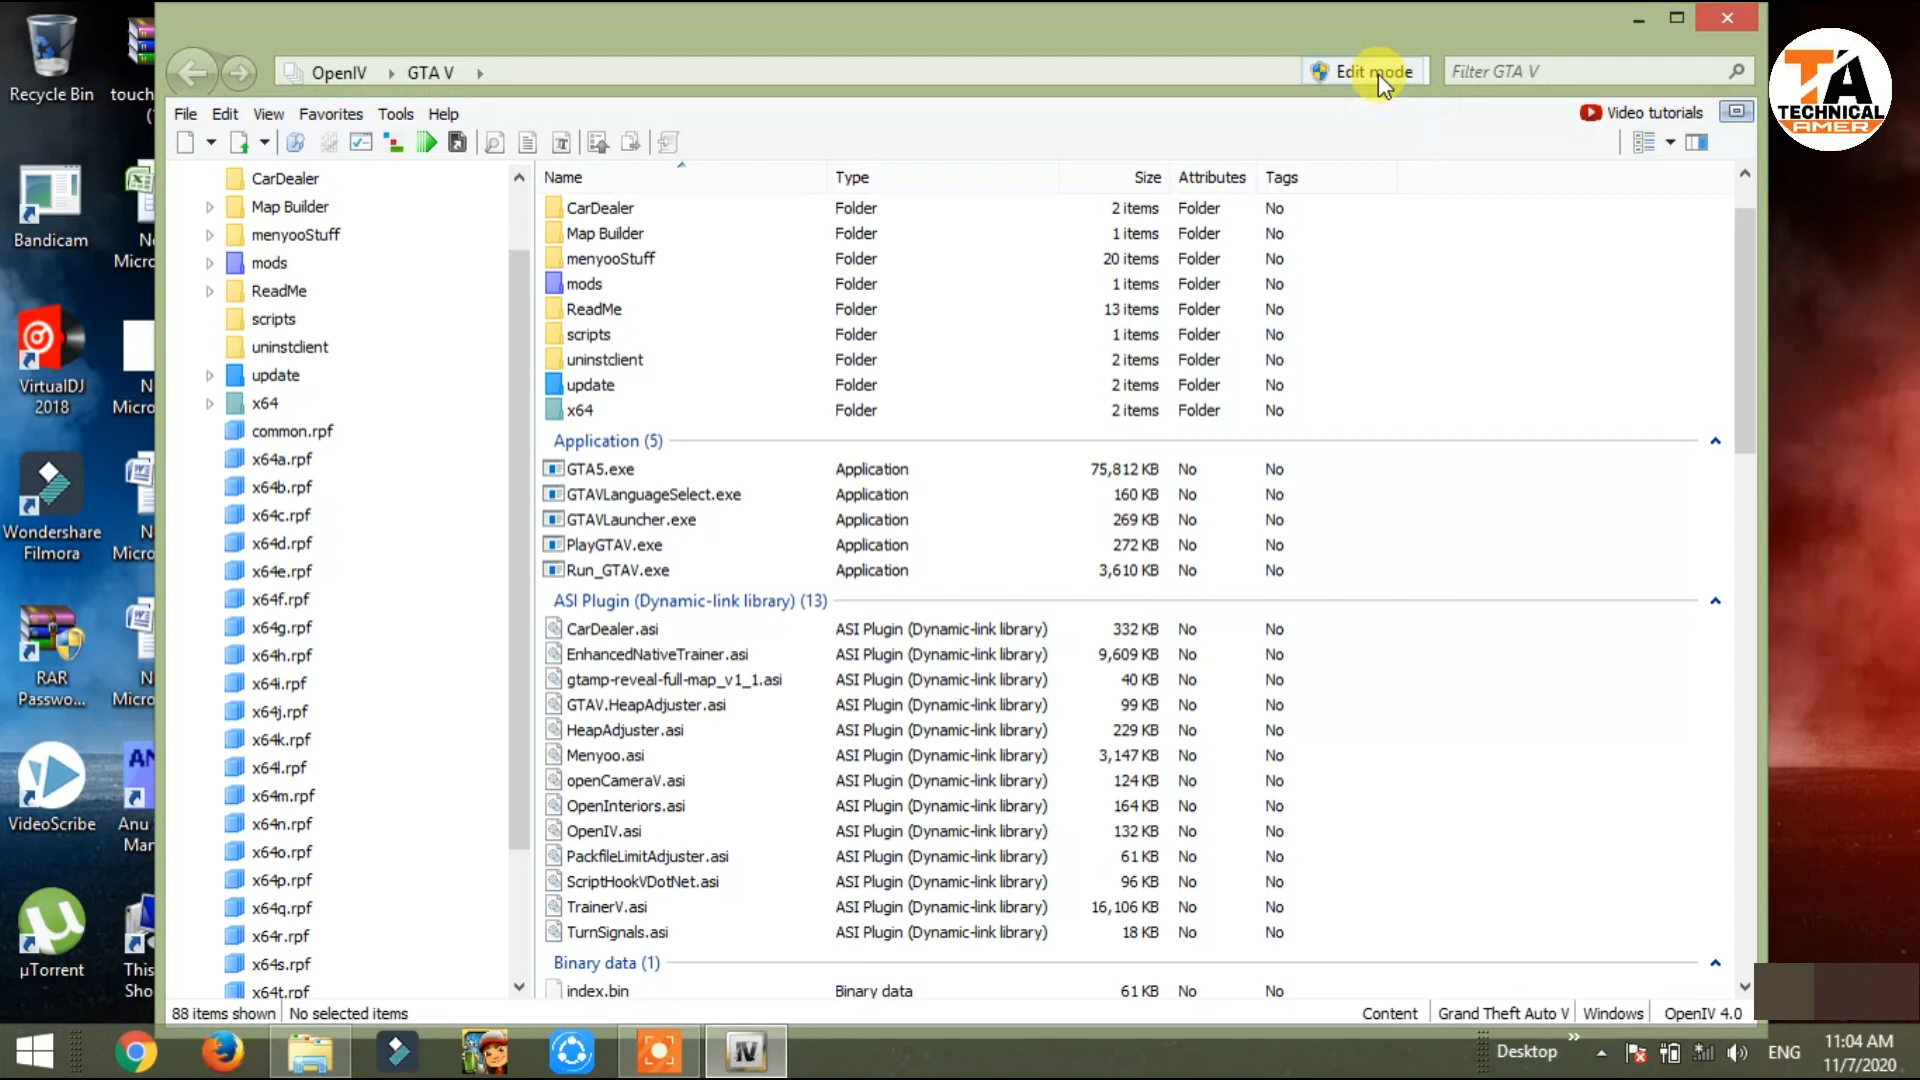 Recycle Bin
touch
Bandicam
Micro
VirtualDJ
2018
Micro
Wondershare
Filmora
Micro
RAR
Passwo...
Micro
VideoScribe
Anu
Mar
µTorrent
This
Sho
OpenIV
GTA V
Edit mode
Filter GTA V
TA
TECHNICAL
AMER
File Edit View Favorites Tools Help
Video tutorials
CarDealer
Map Builder
menyooStuff
mods
ReadMe
scripts
uninstclient
update
x64
common.rpf
x64a.rpf
x64b.rpf
x64c.rpf
x64d.rpf
x64e.rpf
x64f.rpf
x64g.rpf
x64h.rpf
x64i.rpf
x64j.rpf
x64k.rpf
x64l.rpf
x64m.rpf
x64n.rpf
x64o.rpf
x64p.rpf
x64q.rpf
x64r.rpf
x64s.rpf
x64t.rpf
Name Type Size Attributes Tags
CarDealer Folder 2 items Folder No
Map Builder Folder 1 items Folder No
menyooStuff Folder 20 items Folder No
mods Folder 1 items Folder No
ReadMe Folder 13 items Folder No
scripts Folder 1 items Folder No
uninstclient Folder 2 items Folder No
update Folder 2 items Folder No
x64 Folder 2 items Folder No
Application (5)
GTA5.exe Application 75,812 KB No No
GTAVLanguageSelect.exe Application 160 KB No No
GTAVLauncher.exe Application 269 KB No No
PlayGTAV.exe Application 272 KB No No
Run_GTAV.exe Application 3,610 KB No No
ASI Plugin (Dynamic-link library) (13)
CarDealer.asi ASI Plugin (Dynamic-link library) 332 KB No No
EnhancedNativeTrainer.asi ASI Plugin (Dynamic-link library) 9,609 KB No No
gtamp-reveal-full-map_v1_1.asi ASI Plugin (Dynamic-link library) 40 KB No No
GTAV.HeapAdjuster.asi ASI Plugin (Dynamic-link library) 99 KB No No
HeapAdjuster.asi ASI Plugin (Dynamic-link library) 229 KB No No
Menyoo.asi ASI Plugin (Dynamic-link library) 3,147 KB No No
openCameraV.asi ASI Plugin (Dynamic-link library) 124 KB No No
OpenInteriors.asi ASI Plugin (Dynamic-link library) 164 KB No No
OpenIV.asi ASI Plugin (Dynamic-link library) 132 KB No No
PackfileLimitAdjuster.asi ASI Plugin (Dynamic-link library) 61 KB No No
ScriptHookVDotNet.asi ASI Plugin (Dynamic-link library) 96 KB No No
TrainerV.asi ASI Plugin (Dynamic-link library) 16,106 KB No No
TurnSignals.asi ASI Plugin (Dynamic-link library) 18 KB No No
Binary data (1)
index.bin Binary data 61 KB No No
88 items shown No selected items Content Grand Theft Auto V Windows OpenIV 4.0
Desktop ENG
11:04 AM
11/7/2020